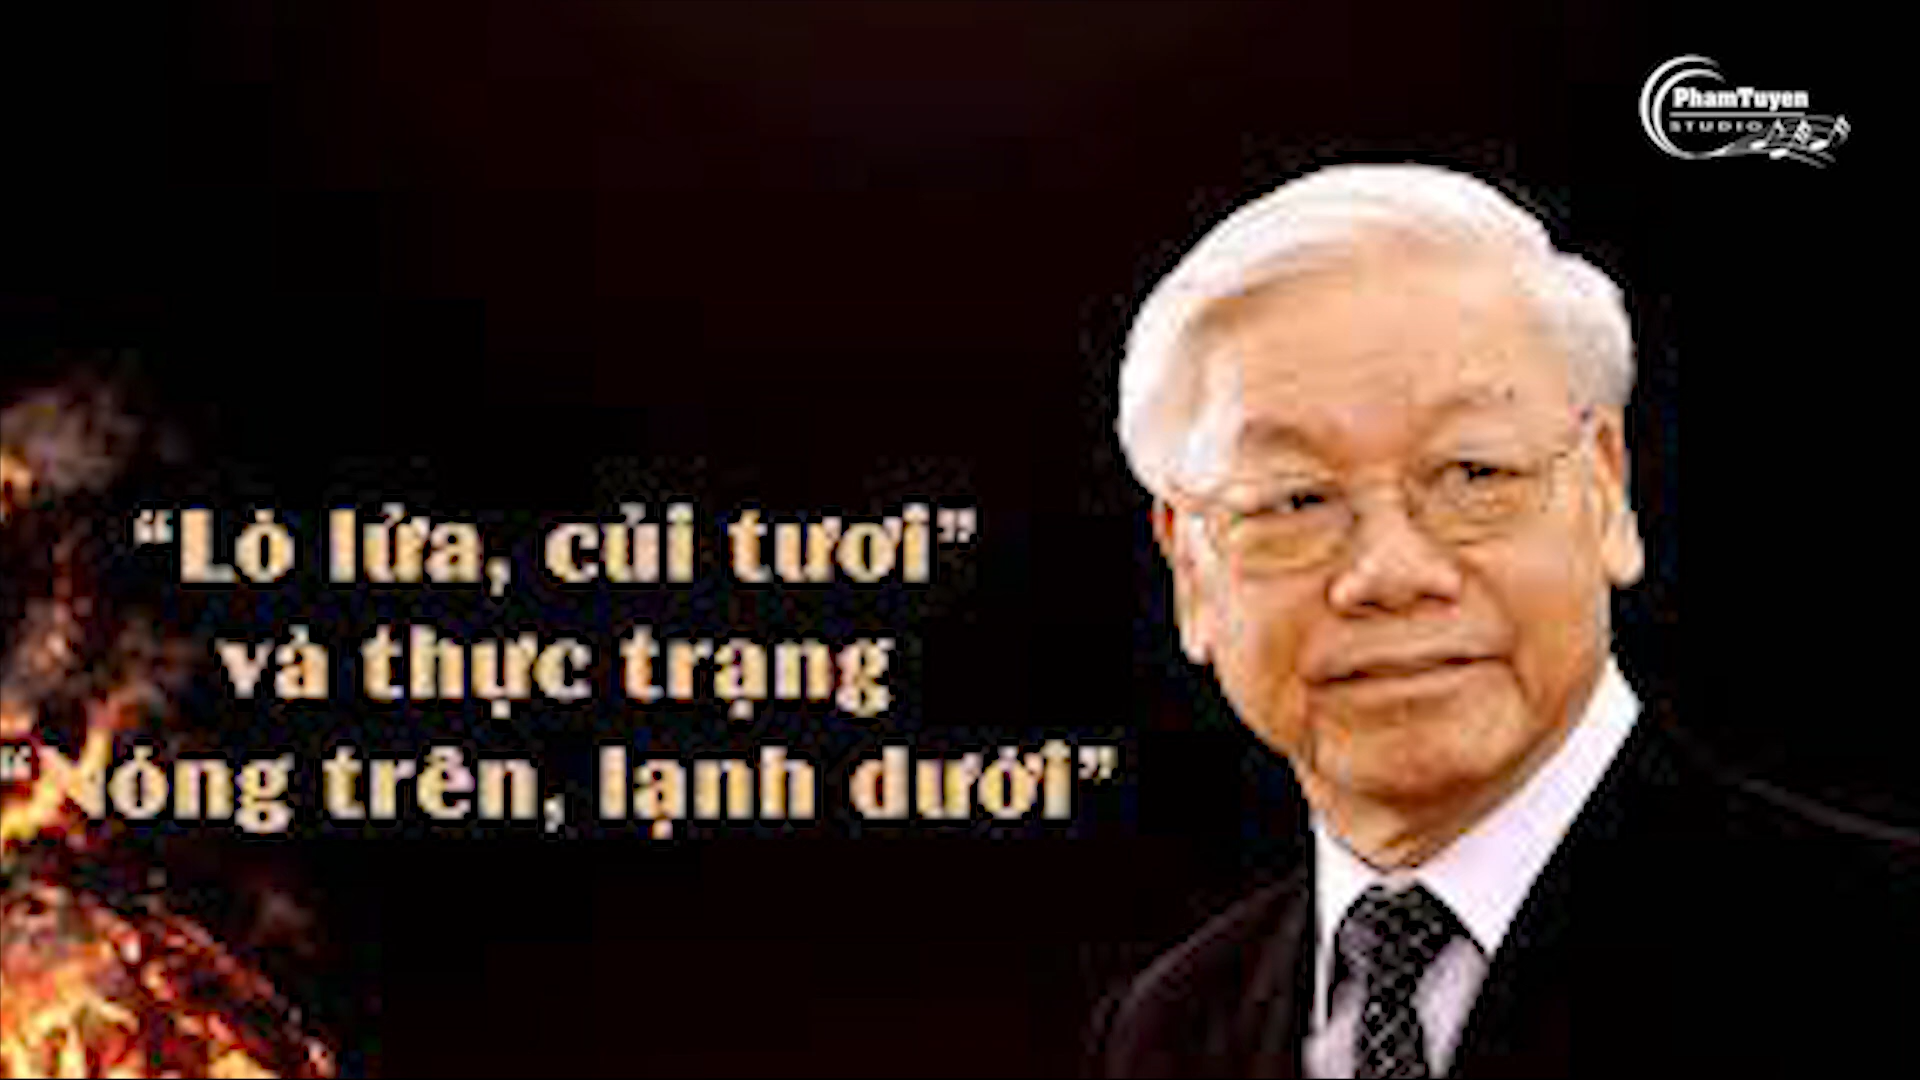 PhamTuyen
STUDIO
“Lò lửa, củi tươi”
và thực trạng
“Nóng trên, lạnh dưới”